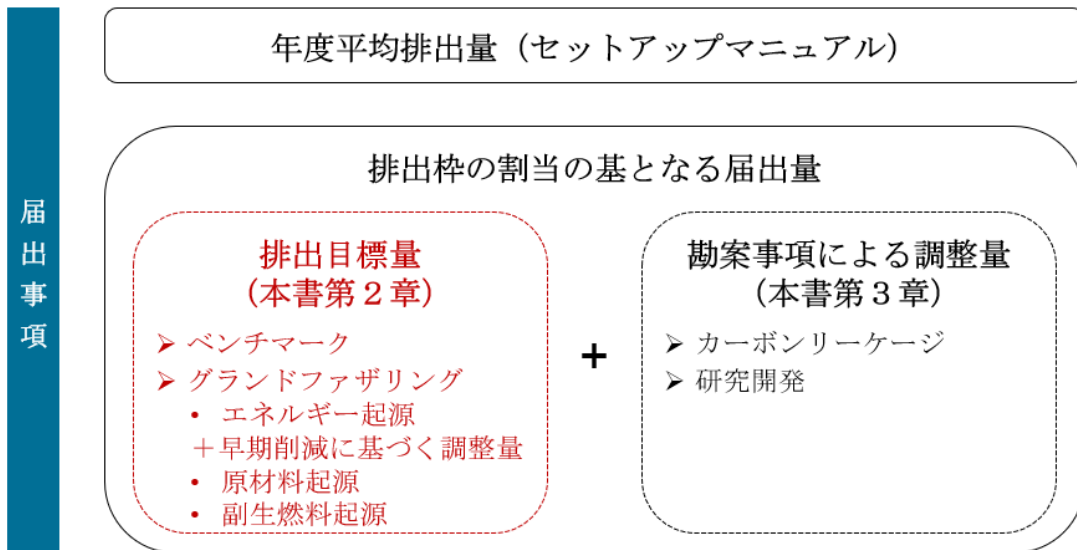 届出事項
年度平均排出量（セットアップマニュアル）
排出枠の割当の基となる届出量
排出目標量
（本書第２章）
➤ ベンチマーク
➤ グランドファザリング
• エネルギー起源
＋早期削減に基づく調整量
• 原材料起源
• 副生燃料起源
+
勘案事項による調整量
（本書第３章）
➤ カーボンリーケージ
➤ 研究開発